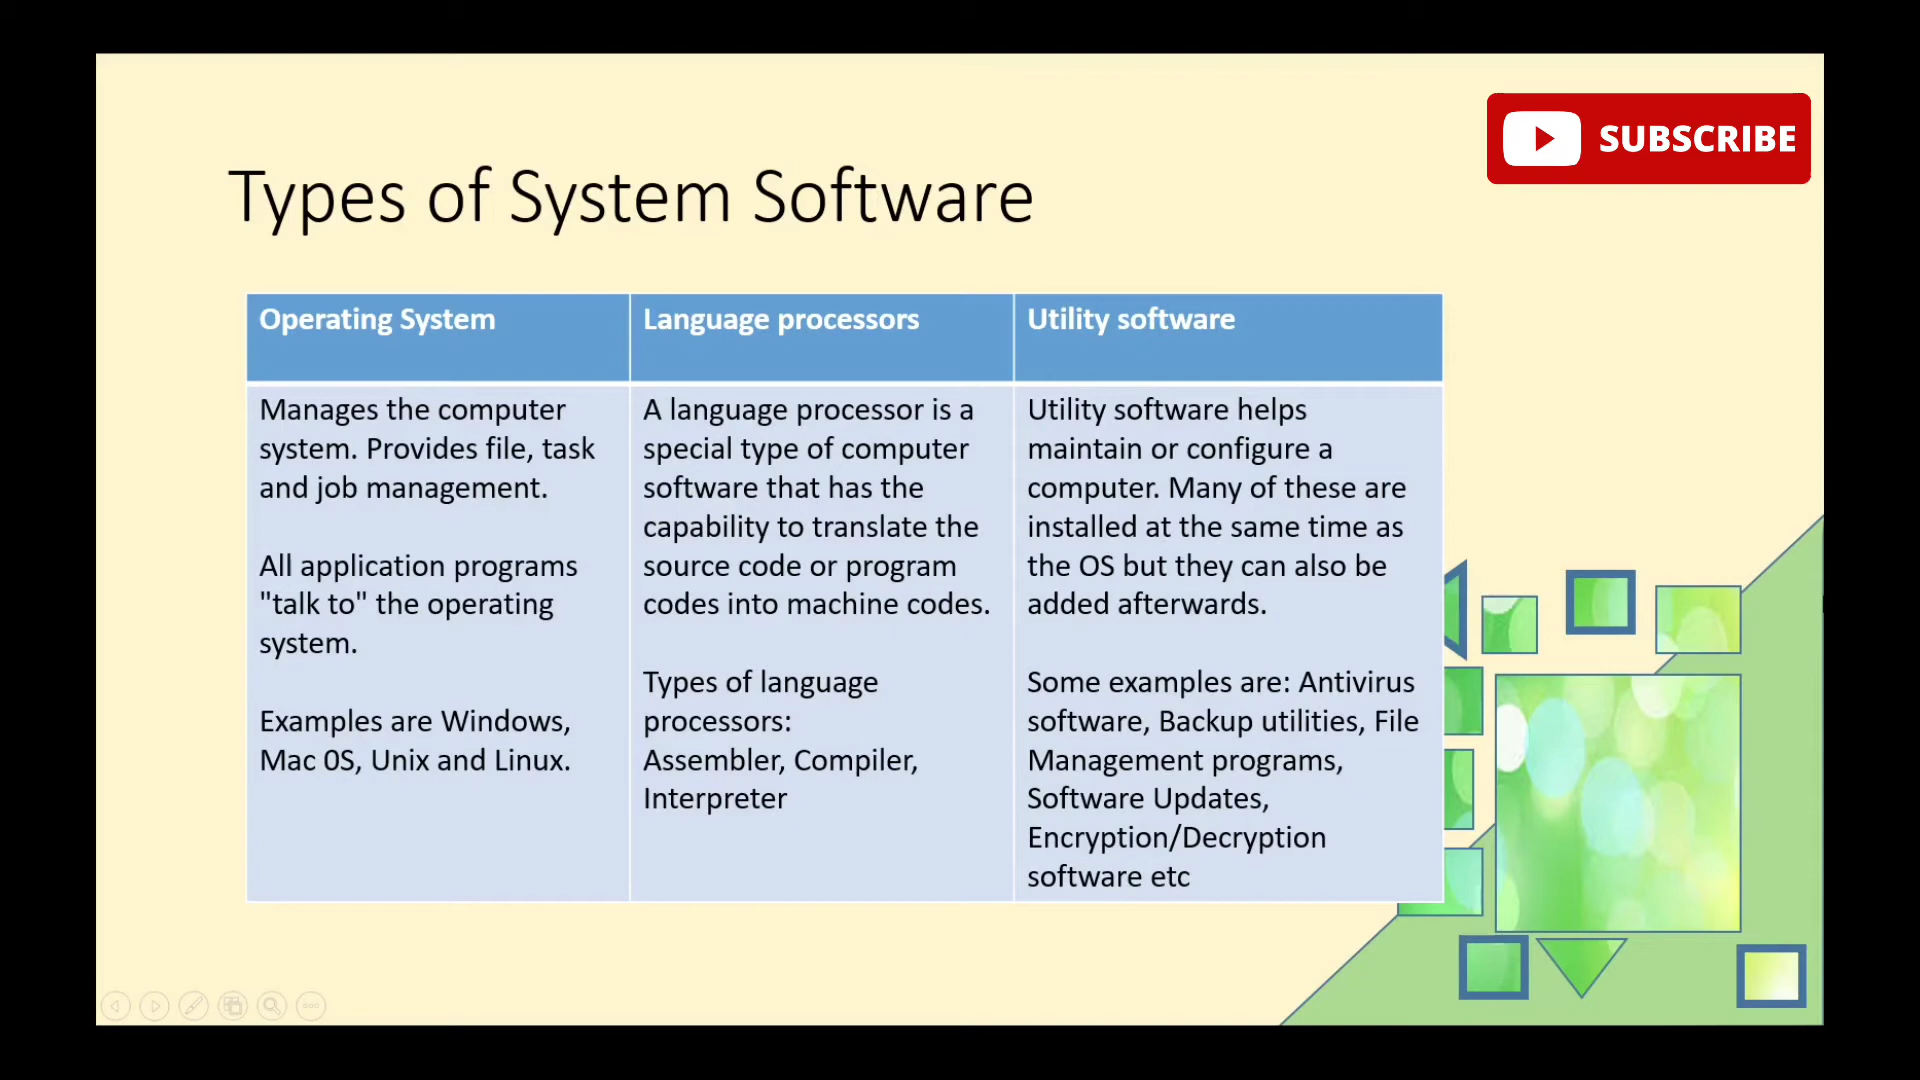 SUBSCRIBE
Types of System Software
Operating System
Manages the computer
system. Provides file, task
and job management.
All application programs
"talk to" the operating
system.
Examples are Windows,
Mac 0S, Unix and Linux.
Language processors
A language processor is a
special type of computer
software that has the
capability to translate the
source code or program
codes into machine codes.
Types of language
processors:
Assembler, Compiler,
Interpreter
Utility software
Utility software helps
maintain or configure a
computer. Many of these are
installed at the same time as
the OS but they can also be
added afterwards.
Some examples are: Antivirus
software, Backup utilities, File
Management programs,
Software Updates,
Encryption/Decryption
software etc